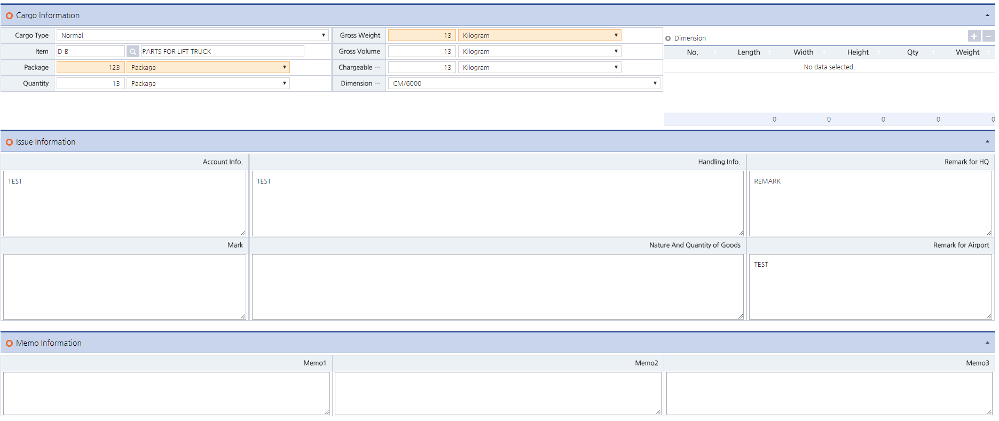 Cargo Information
Cargo Type Normal Gross Weight 13 Kilogram
Dimension
Item D-B PARTS FOR LIFT TRUCK Gross Volume 13 Kilogram
No. Length Width Height Qty Weight
Package 123 Package Chargeable ··· 13 Kilogram
No data selected.
Quantity 13 Package Dimension ··· CM/6000
0 0 0 0 0
Issue Information
Account Info. Handling Info. Remark for HQ
TEST TEST REMARK
Mark Nature And Quantity of Goods Remark for Airport
TEST
Memo Information
Memo1 Memo2 Memo3